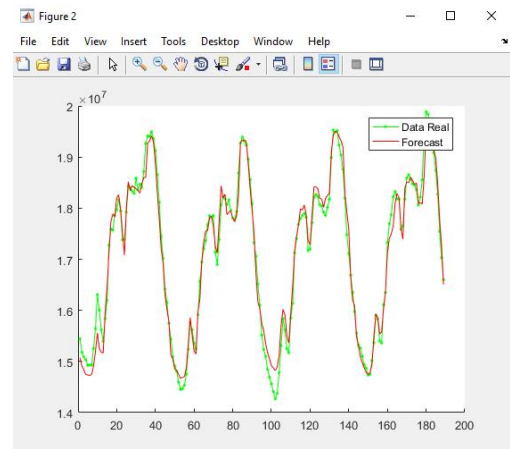 Figure 2
File Edit View Insert Tools Desktop Window Help
×10^7
2
1.9
1.8
1.7
1.6
1.5
1.4
0 20 40 60 80 100 120 140 160 180 200
Data Real
Forecast